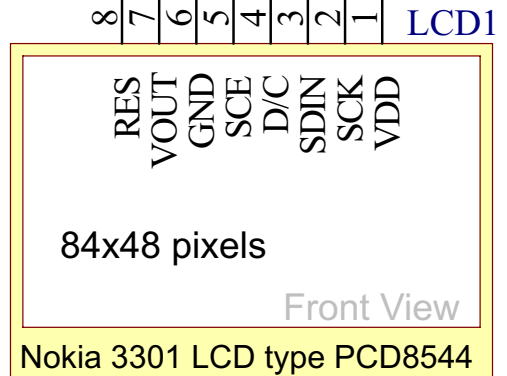 8 7 6 5 4 3 2 1 LCD1
RES VOUT GND SCE D/C SDIN SCK VDD
84x48 pixels
Front View
Nokia 3301 LCD type PCD8544